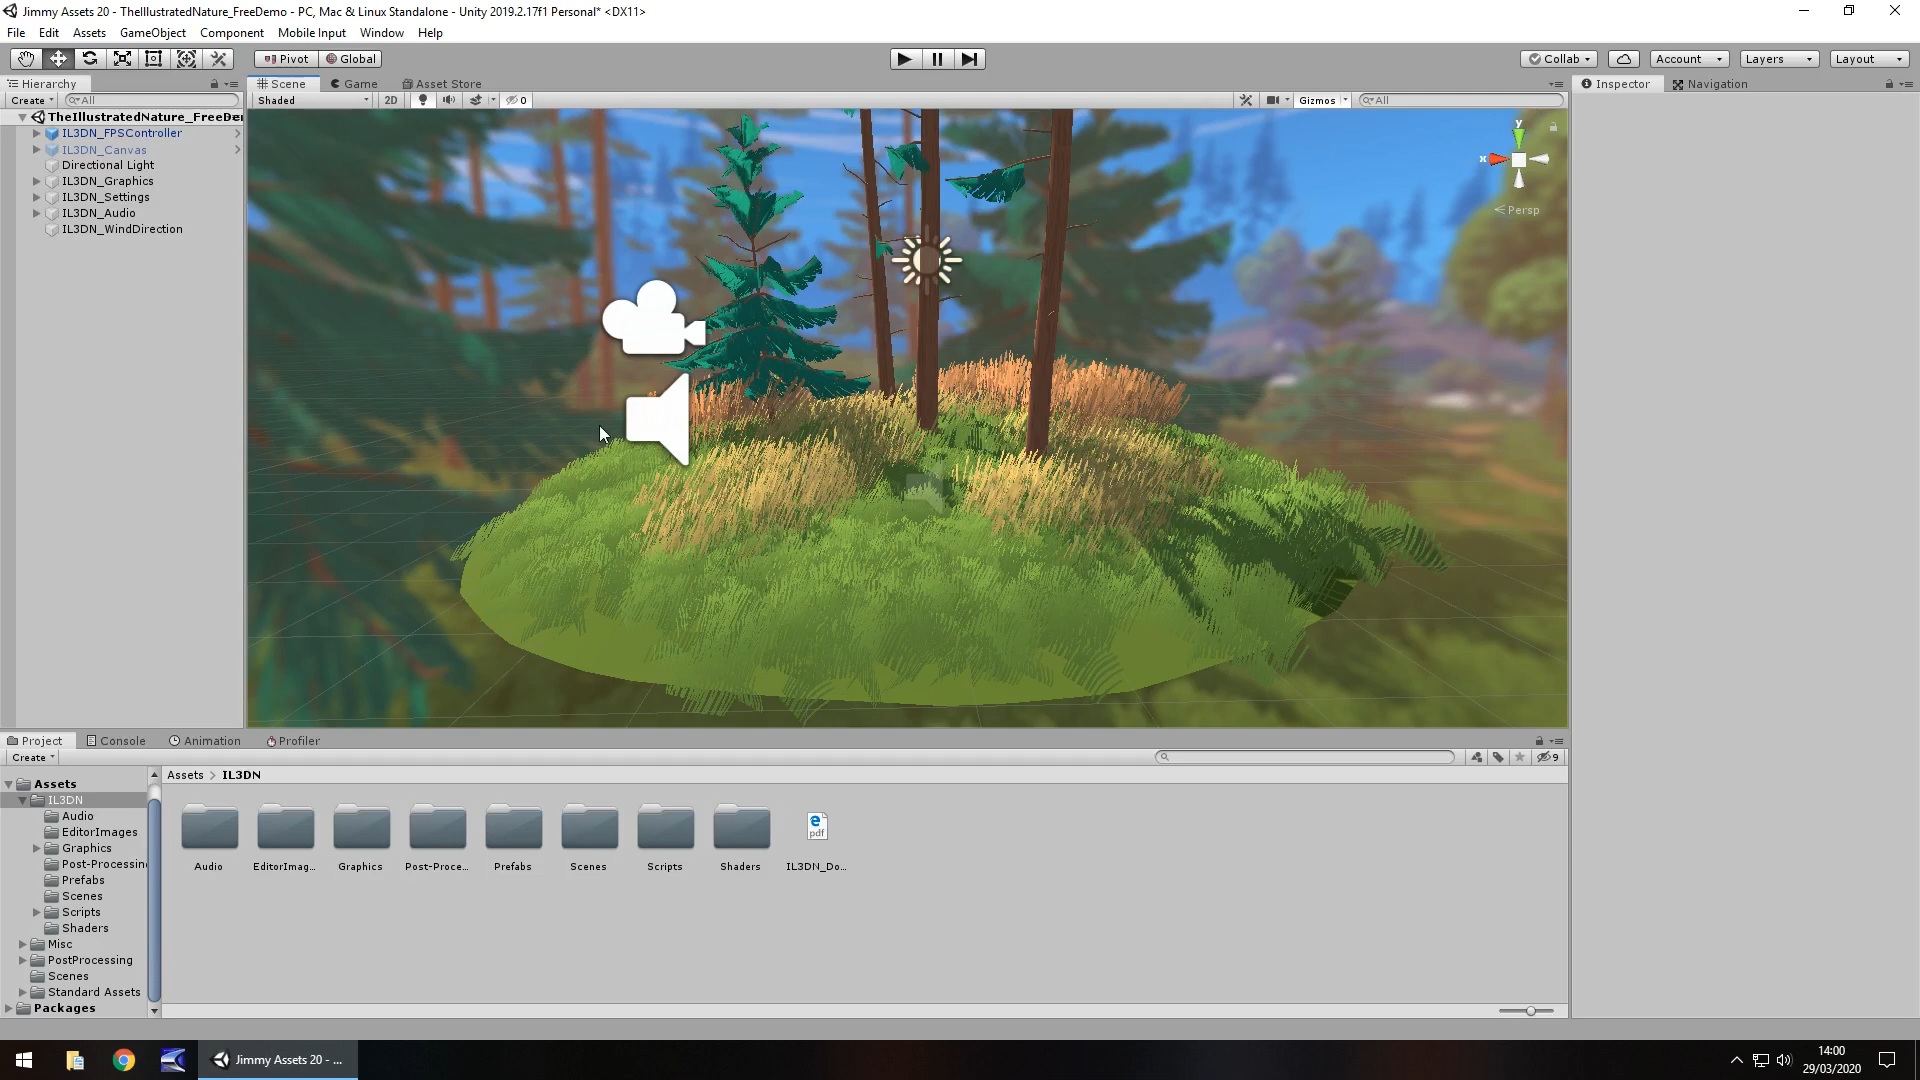 Jimmy Assets 20 - TheIllustratedNature_FreeDemo - PC, Mac & Linux Standalone - Unity 2019.2.17f1 Personal* <DX11>
File Edit Assets GameObject Component Mobile Input Window Help
Pivot Global Collab Account Layers Layout
Hierarchy Scene Game Asset Store Inspector Navigation
Create All Shaded 2D 0 Gizmos All
TheIllustratedNature_FreeDe
IL3DN_FPSController
IL3DN_Canvas
Directional Light
IL3DN_Graphics
IL3DN_Settings
IL3DN_Audio
IL3DN_WindDirection
y
x
Persp
Project Console Animation Profiler
Create 9
Assets > IL3DN
Assets
IL3DN
Audio
EditorImages
Graphics
Post-Processin
Prefabs
Scenes
Scripts
Shaders
Misc
PostProcessing
Scenes
Standard Assets
Packages
e
pdf
Audio EditorImag... Graphics Post-Proce... Prefabs Scenes Scripts Shaders IL3DN_Do...
Jimmy Assets 20 - ...
14:00
29/03/2020